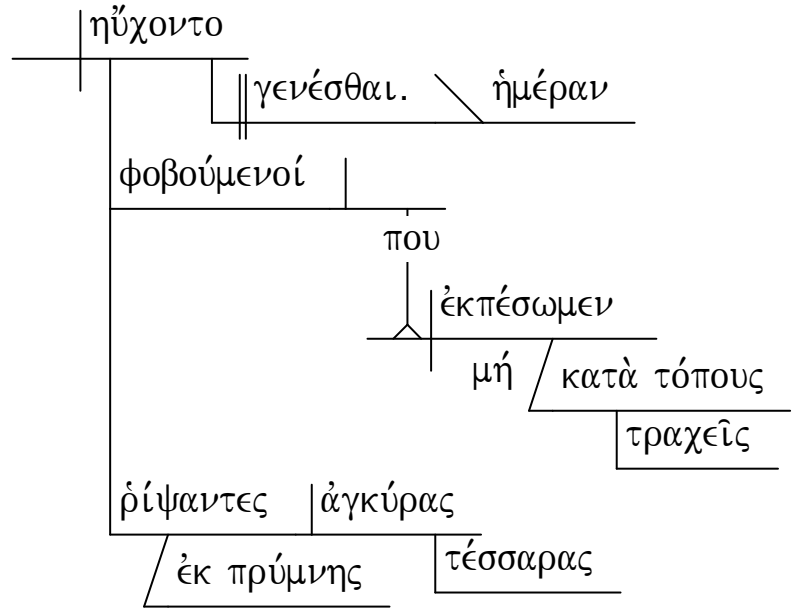 ηὔχοντο
γενέσθαι. ἡμέραν
φοβούμενοί
που
ἐκπέσωμεν
μή κατὰ τόπους
τραχεῖς
ῥίψαντες ἀγκύρας
ἐκ πρύμνης τέσσαρας